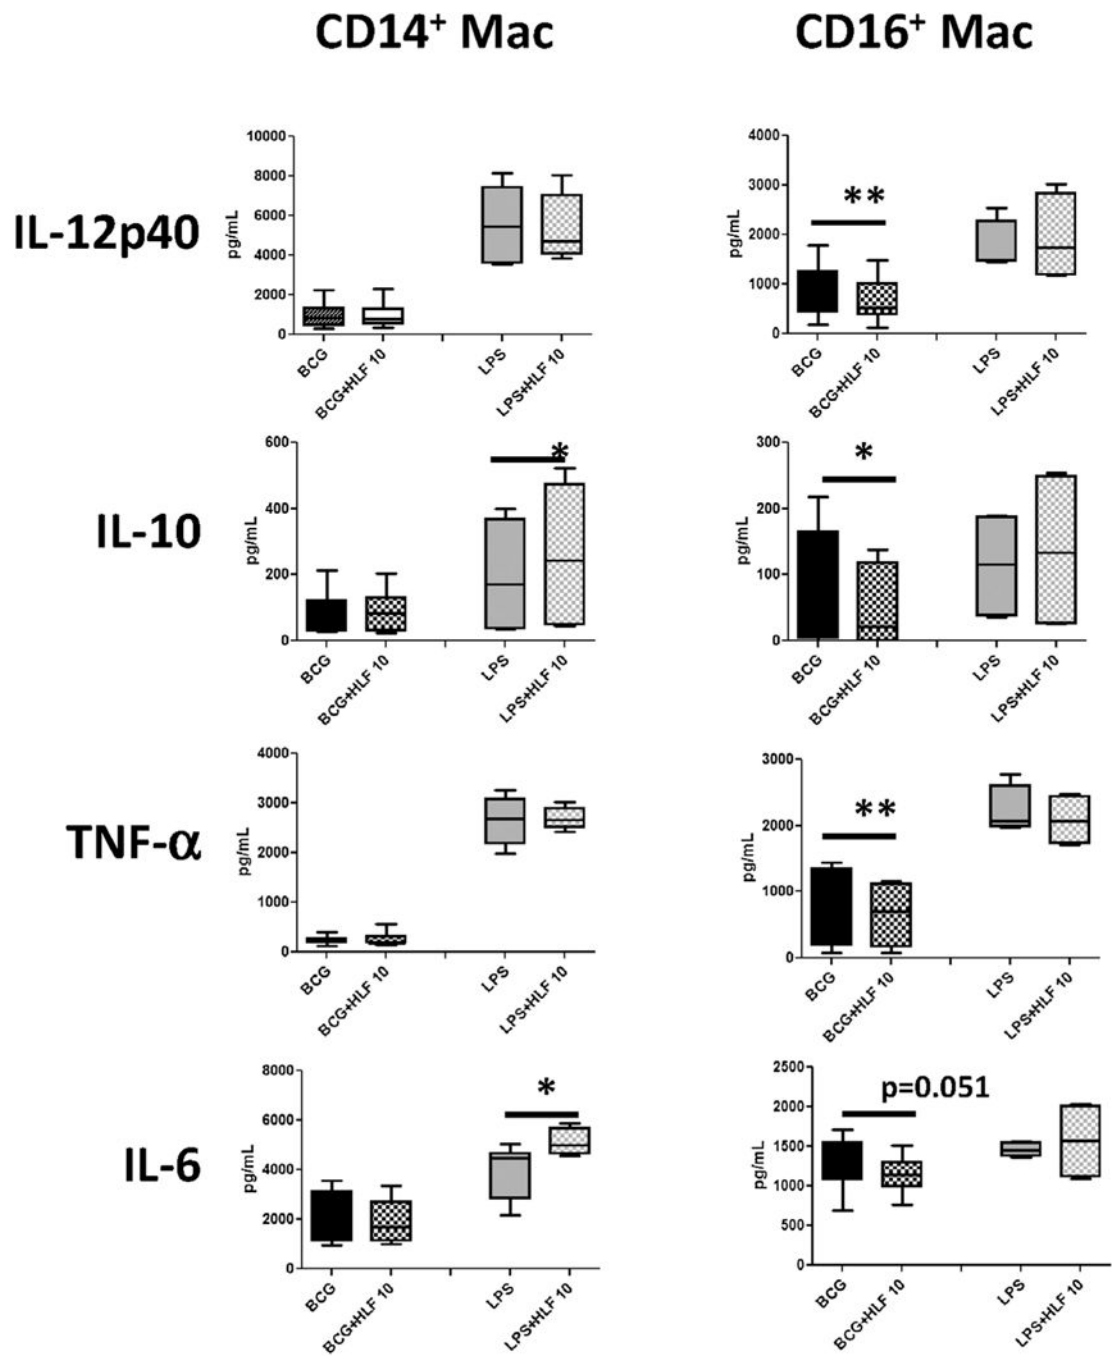 CD14+ Mac
CD16+ Mac
IL-12p40
pg/mL
10000
8000
6000
4000
2000
0
BCG
BCG+HLF 10
LPS
LPS+HLF 10
pg/mL
4000
3000
2000
1000
0
**
BCG
BCG+HLF 10
LPS
LPS+HLF 10
IL-10
pg/mL
600
400
200
0
*
BCG
BCG+HLF 10
LPS
LPS+HLF 10
pg/mL
300
200
100
0
*
BCG
BCG+HLF 10
LPS
LPS+HLF 10
TNF-α
pg/mL
4000
3000
2000
1000
0
BCG
BCG+HLF 10
LPS
LPS+HLF 10
pg/mL
3000
2000
1000
0
**
BCG
BCG+HLF 10
LPS
LPS+HLF 10
IL-6
pg/mL
8000
6000
4000
2000
0
*
BCG
BCG+HLF 10
LPS
LPS+HLF 10
pg/mL
2500
2000
1500
1000
500
0
p=0.051
BCG
BCG+HLF 10
LPS
LPS+HLF 10